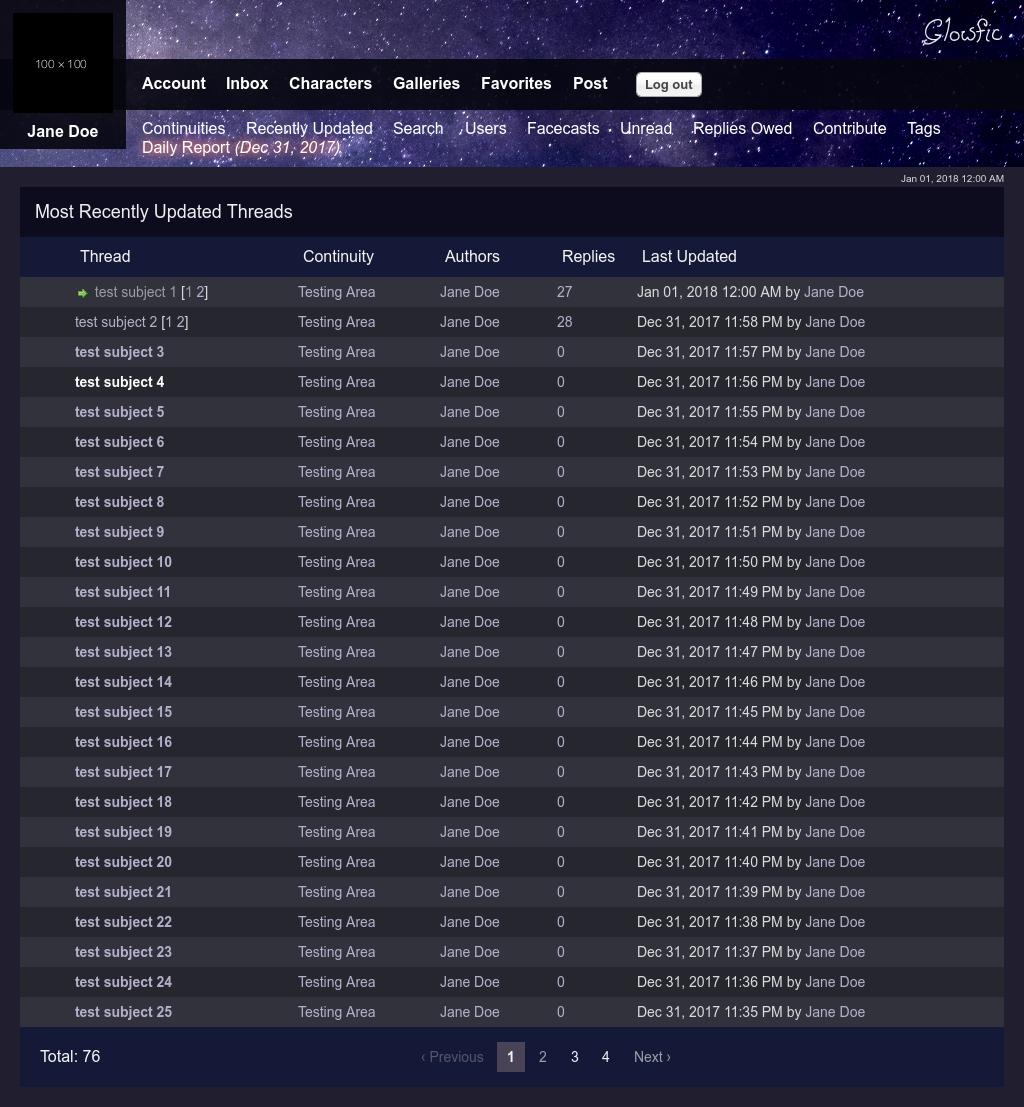 Glowfic
100 × 100
Account Inbox Characters Galleries Favorites Post Log out
Jane Doe
Continuities Recently Updated Search Users Facecasts Unread Replies Owed Contribute Tags
Daily Report (Dec 31, 2017)
Jan 01, 2018 12:00 AM
Most Recently Updated Threads
Thread Continuity Authors Replies Last Updated
test subject 1 [1 2] Testing Area Jane Doe 27 Jan 01, 2018 12:00 AM by Jane Doe
test subject 2 [1 2] Testing Area Jane Doe 28 Dec 31, 2017 11:58 PM by Jane Doe
test subject 3 Testing Area Jane Doe 0 Dec 31, 2017 11:57 PM by Jane Doe
test subject 4 Testing Area Jane Doe 0 Dec 31, 2017 11:56 PM by Jane Doe
test subject 5 Testing Area Jane Doe 0 Dec 31, 2017 11:55 PM by Jane Doe
test subject 6 Testing Area Jane Doe 0 Dec 31, 2017 11:54 PM by Jane Doe
test subject 7 Testing Area Jane Doe 0 Dec 31, 2017 11:53 PM by Jane Doe
test subject 8 Testing Area Jane Doe 0 Dec 31, 2017 11:52 PM by Jane Doe
test subject 9 Testing Area Jane Doe 0 Dec 31, 2017 11:51 PM by Jane Doe
test subject 10 Testing Area Jane Doe 0 Dec 31, 2017 11:50 PM by Jane Doe
test subject 11 Testing Area Jane Doe 0 Dec 31, 2017 11:49 PM by Jane Doe
test subject 12 Testing Area Jane Doe 0 Dec 31, 2017 11:48 PM by Jane Doe
test subject 13 Testing Area Jane Doe 0 Dec 31, 2017 11:47 PM by Jane Doe
test subject 14 Testing Area Jane Doe 0 Dec 31, 2017 11:46 PM by Jane Doe
test subject 15 Testing Area Jane Doe 0 Dec 31, 2017 11:45 PM by Jane Doe
test subject 16 Testing Area Jane Doe 0 Dec 31, 2017 11:44 PM by Jane Doe
test subject 17 Testing Area Jane Doe 0 Dec 31, 2017 11:43 PM by Jane Doe
test subject 18 Testing Area Jane Doe 0 Dec 31, 2017 11:42 PM by Jane Doe
test subject 19 Testing Area Jane Doe 0 Dec 31, 2017 11:41 PM by Jane Doe
test subject 20 Testing Area Jane Doe 0 Dec 31, 2017 11:40 PM by Jane Doe
test subject 21 Testing Area Jane Doe 0 Dec 31, 2017 11:39 PM by Jane Doe
test subject 22 Testing Area Jane Doe 0 Dec 31, 2017 11:38 PM by Jane Doe
test subject 23 Testing Area Jane Doe 0 Dec 31, 2017 11:37 PM by Jane Doe
test subject 24 Testing Area Jane Doe 0 Dec 31, 2017 11:36 PM by Jane Doe
test subject 25 Testing Area Jane Doe 0 Dec 31, 2017 11:35 PM by Jane Doe
Total: 76 ‹ Previous 1 2 3 4 Next ›